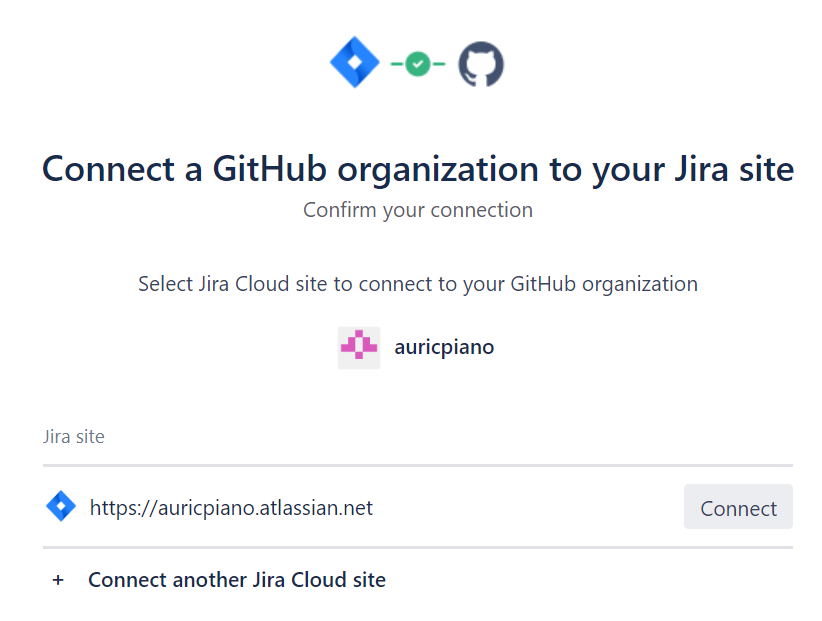 Connect a GitHub organization to your Jira site
Confirm your connection
Select Jira Cloud site to connect to your GitHub organization
auricpiano
Jira site
https://auricpiano.atlassian.net
Connect
+ Connect another Jira Cloud site